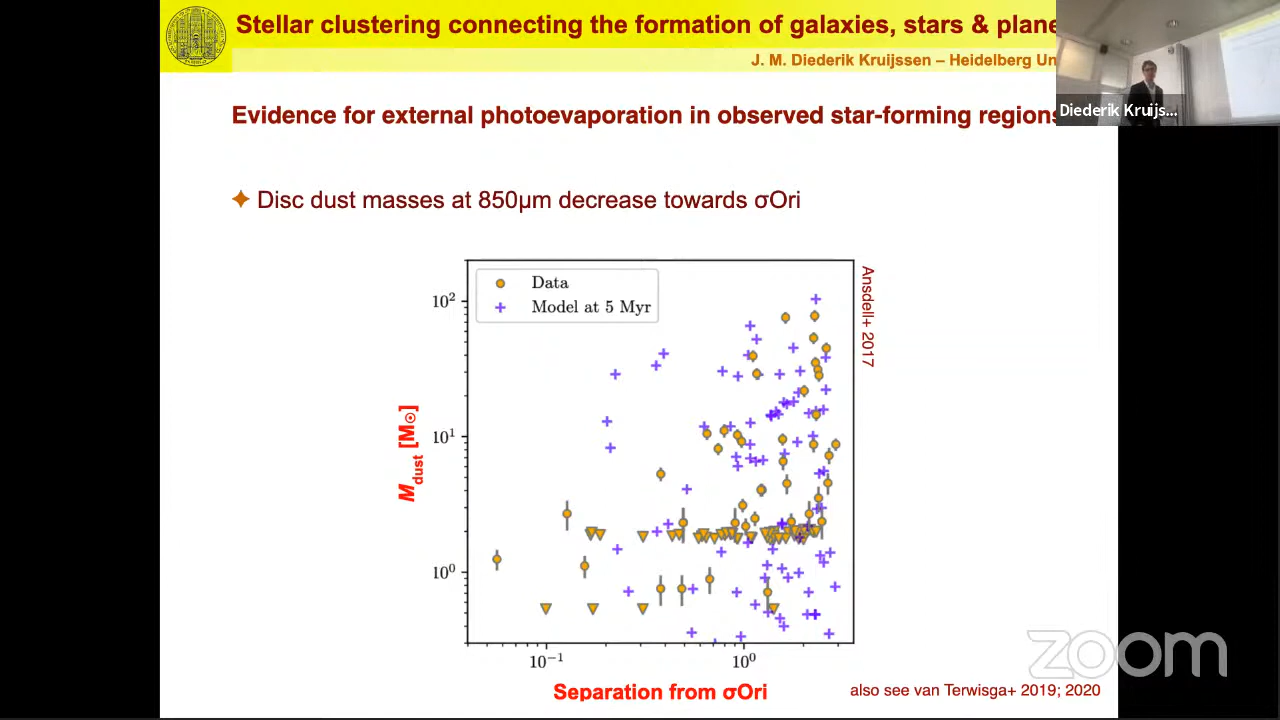 Stellar clustering connecting the formation of galaxies, stars & plane
J. M. Diederik Kruijssen – Heidelberg Un
Diederik Kruijs...
Evidence for external photoevaporation in observed star-forming regions
✦ Disc dust masses at 850μm decrease towards σOri
Data
Model at 5 Myr
Ansdell+ 2017
10²
10¹
10⁰
M_dust [M⊙]
10⁻¹
10⁰
Separation from σOri
also see van Terwisga+ 2019; 2020
zoom